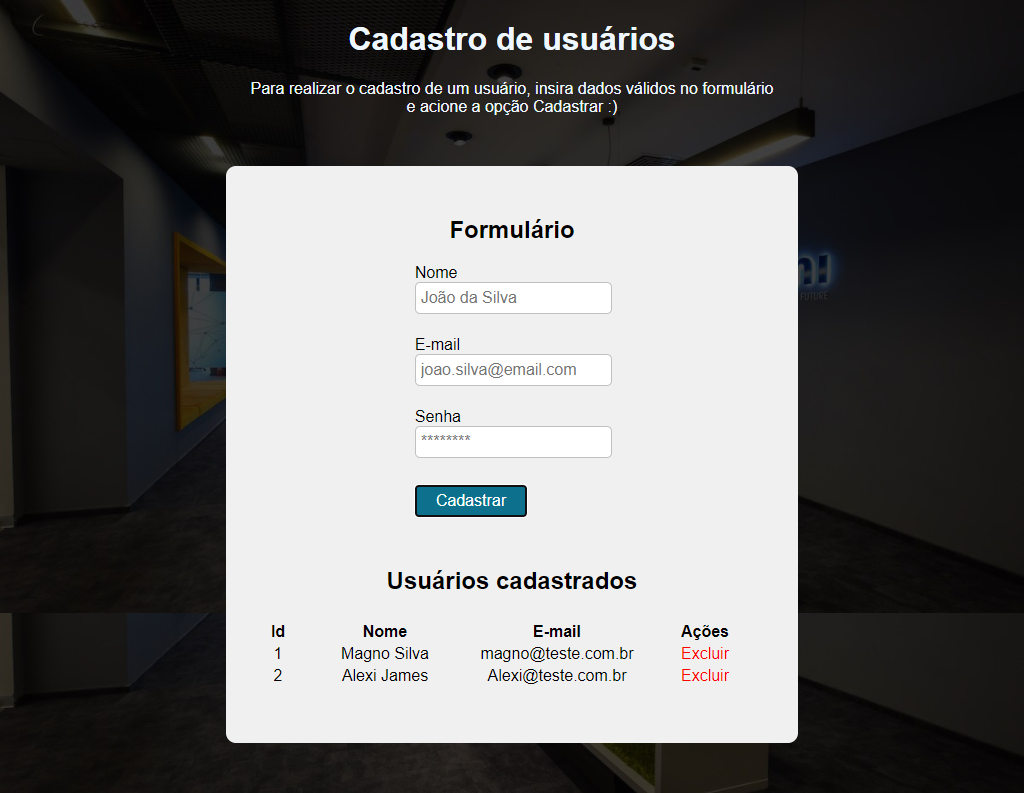 Cadastro de usuários
Para realizar o cadastro de um usuário, insira dados válidos no formulário
e acione a opção Cadastrar :)
Formulário
Nome
João da Silva
E-mail
joao.silva@email.com
Senha
********
Cadastrar
Usuários cadastrados
Id Nome E-mail Ações
1 Magno Silva magno@teste.com.br Excluir
2 Alexi James Alexi@teste.com.br Excluir
FUTURE